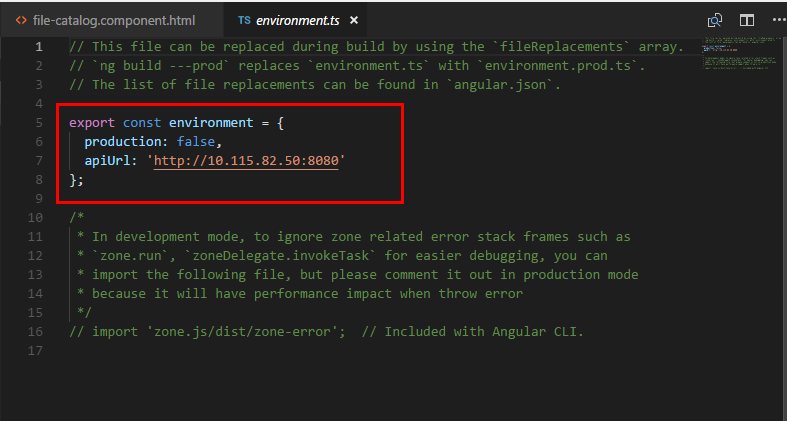 <> file-catalog.component.html
TS environment.ts ×
1 // This file can be replaced during build by using the `fileReplacements` array.
2 // `ng build ---prod` replaces `environment.ts` with `environment.prod.ts`.
3 // The list of file replacements can be found in `angular.json`.
4
5 export const environment = {
6   production: false,
7   apiUrl: 'http://10.115.82.50:8080'
8 };
9
10 /*
11  * In development mode, to ignore zone related error stack frames such as
12  * `zone.run`, `zoneDelegate.invokeTask` for easier debugging, you can
13  * import the following file, but please comment it out in production mode
14  * because it will have performance impact when throw error
15  */
16 // import 'zone.js/dist/zone-error';  // Included with Angular CLI.
17